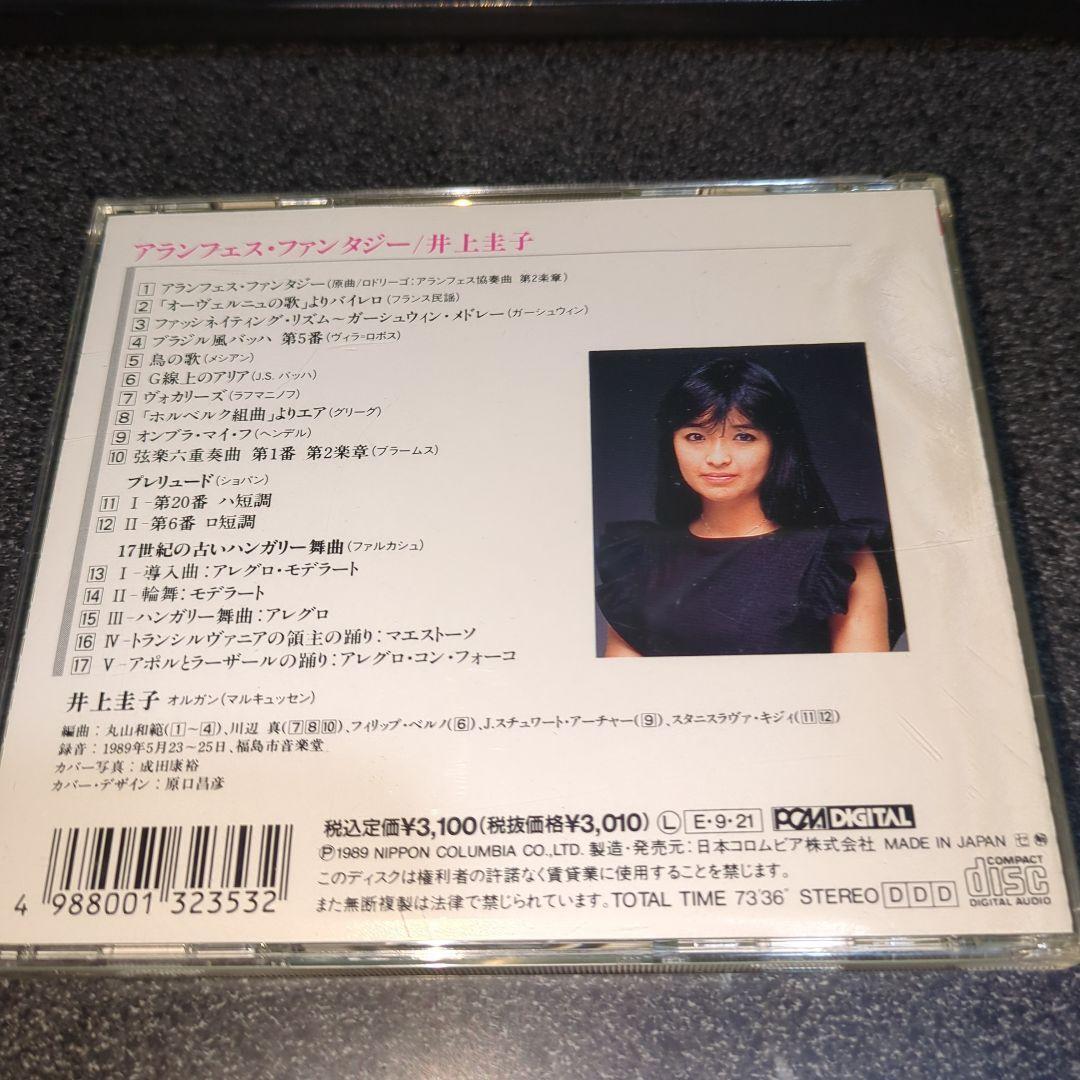 アランフェス・ファンタジー/井上圭子
1 アランフェス・ファンタジー(原曲/ロドリーゴ:アランフェス協奏曲 第2楽章)
2 「オーヴェルニュの歌」よりバイレロ(フランス民謡)
3 ファッシネイティング・リズム〜ガーシュウィン・メドレー(ガーシュウィン)
4 ブラジル風バッハ 第5番(ヴィラ=ロボス)
5 鳥の歌(メシアン)
6 G線上のアリア(J.S.バッハ)
7 ヴォカリーズ(ラフマニノフ)
8 「ホルベルク組曲」よりエア(グリーグ)
9 オンブラ・マイ・フ(ヘンデル)
10 弦楽六重奏曲 第1番 第2楽章(ブラームス)
プレリュード(ショパン)
11 I-第20番 ハ短調
12 II-第6番 ロ短調
17世紀の古いハンガリー舞曲(ファルカシュ)
13 I-導入曲:アレグロ・モデラート
14 II-輪舞:モデラート
15 III-ハンガリー舞曲:アレグロ
16 IV-トランシルヴァニアの領主の踊り:マエストーソ
17 V-アポルとラーザールの踊り:アレグロ・コン・フォーコ
井上圭子 オルガン(マルキュッセン)
編曲:丸山和範(1〜4)、川辺 真(7 8 10)、フィリップ・ベルノ(6)、J.スチュワート・アーチャー(9)、スタニスラヴァ・キジィ(11 12)
録音:1989年5月23〜25日、福島市音楽堂
カバー写真:成田康裕
カバー・デザイン:原口昌彦
税込定価¥3,100(税抜価格¥3,010) L E・9・21 PCM DIGITAL
Ⓟ1989 NIPPON COLUMBIA CO.,LTD. 製造・発売元:日本コロムビア株式会社 MADE IN JAPAN
このディスクは権利者の許諾なく賃貸業に使用することを禁じます。
また無断複製は法律で禁じられています。TOTAL TIME 73'36" STEREO D D D
COMPACT disc DIGITAL AUDIO
4 988001 323532